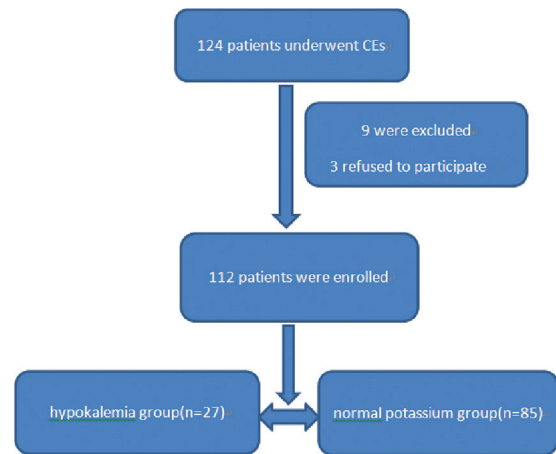 124 patients underwent CEs
9 were excluded
3 refused to participate
112 patients were enrolled
hypokalemia group(n=27)
normal potassium group(n=85)